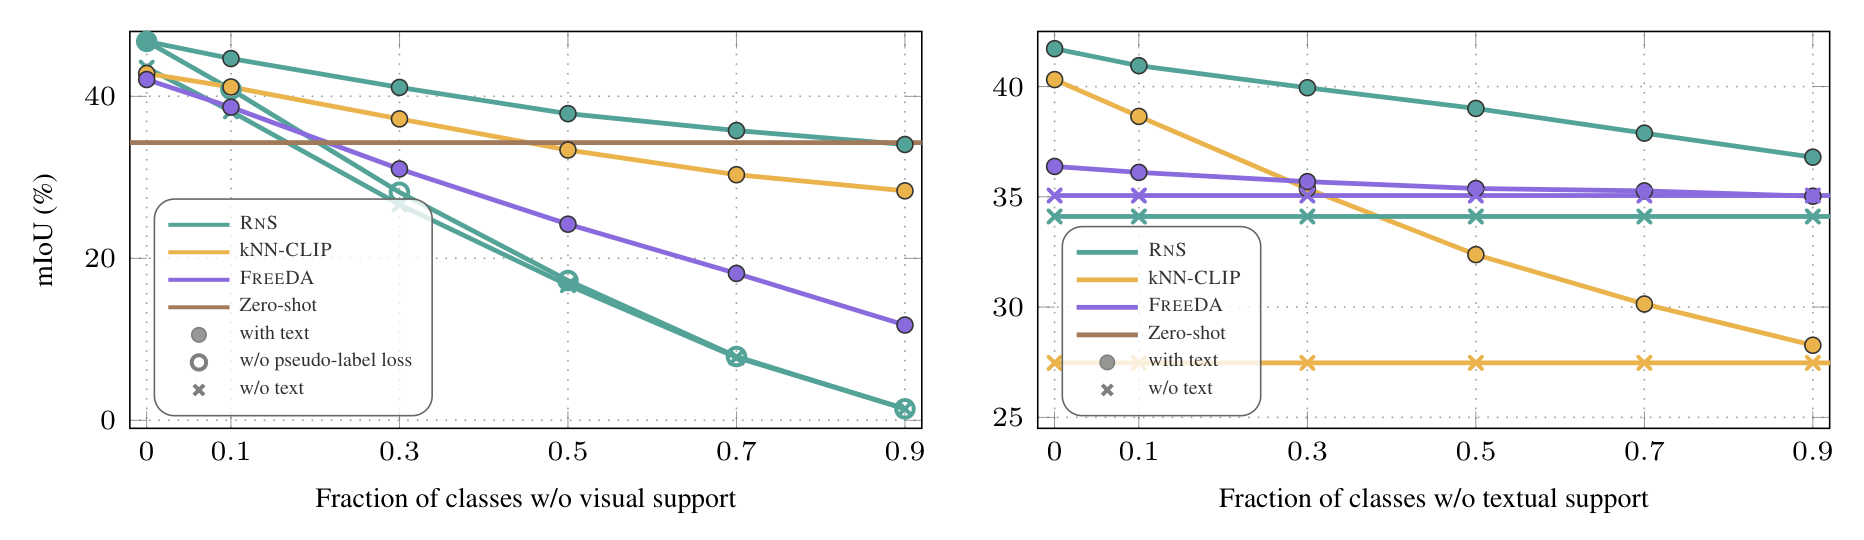 mIoU (%)
40
20
0
RNS
kNN-CLIP
FREEDA
Zero-shot
with text
w/o pseudo-label loss
w/o text
0 0.1 0.3 0.5 0.7 0.9
Fraction of classes w/o visual support
40
35
30
25
RNS
kNN-CLIP
FREEDA
Zero-shot
with text
w/o text
0 0.1 0.3 0.5 0.7 0.9
Fraction of classes w/o textual support